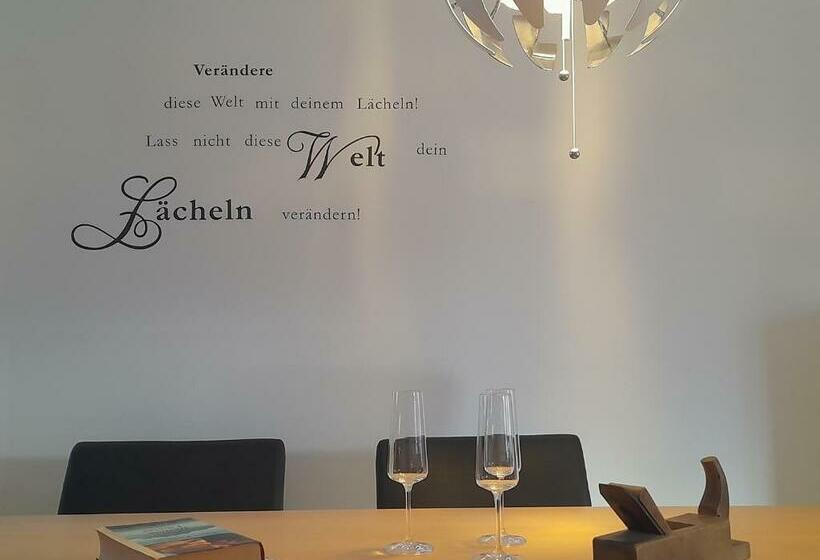 Verändere
diese Welt mit deinem Lächeln!
Lass nicht diese Welt dein
Lächeln verändern!